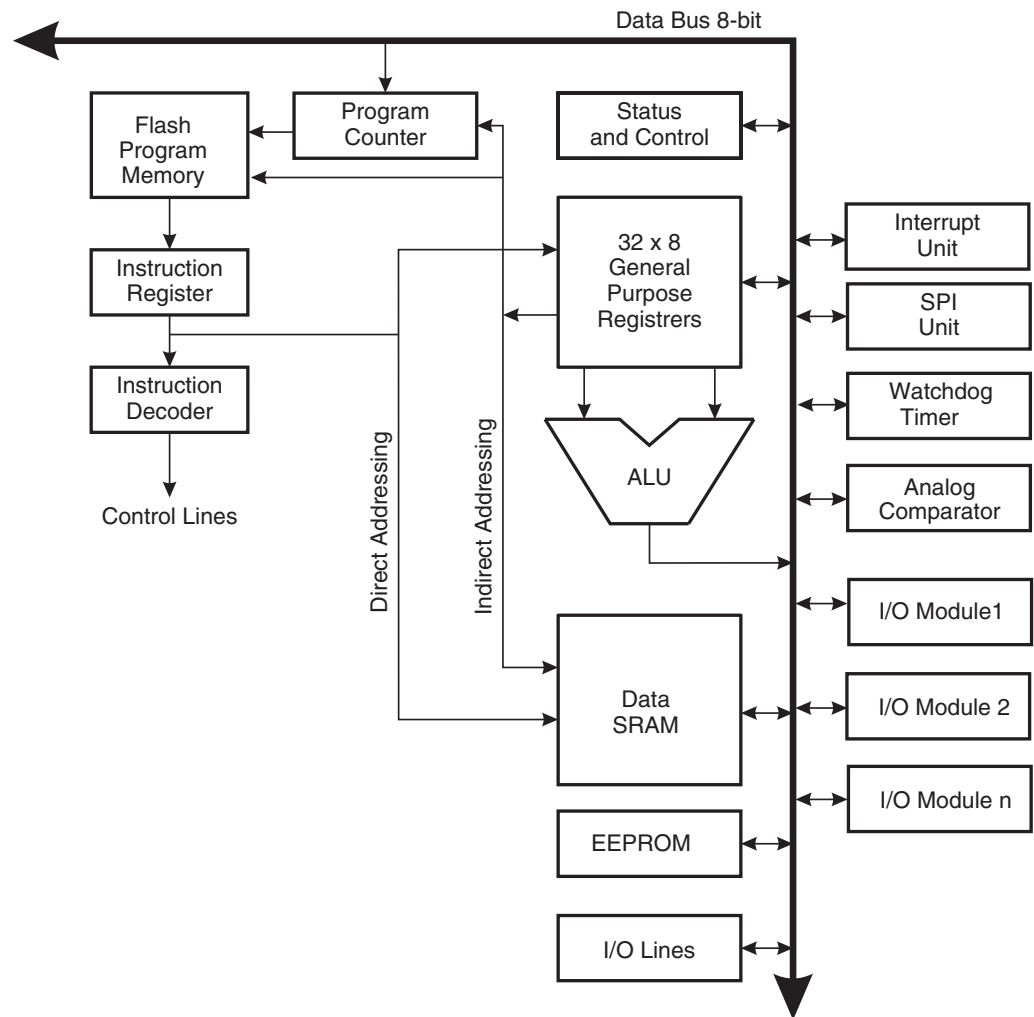 Data Bus 8-bit
Flash
Program
Memory
Program
Counter
Status
and Control
Interrupt
Unit
32 x 8
General
Purpose
Registrers
Instruction
Register
SPI
Unit
Instruction
Decoder
Watchdog
Timer
Direct Addressing
Indirect Addressing
ALU
Analog
Comparator
Control Lines
I/O Module1
Data
SRAM
I/O Module 2
I/O Module n
EEPROM
I/O Lines